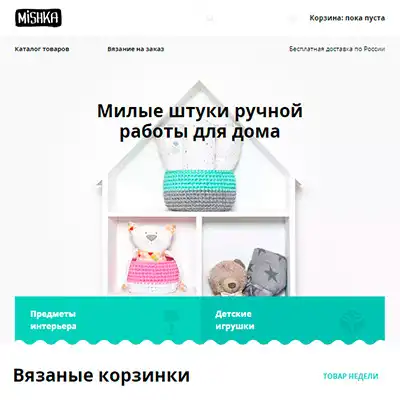 MiSHKA
Корзина: пока пуста
Каталог товаров
Вязание на заказ
Бесплатная доставка по России
Милые штуки ручной
работы для дома
Предметы
интерьера
Детские
игрушки
Вязаные корзинки
ТОВАР НЕДЕЛИ